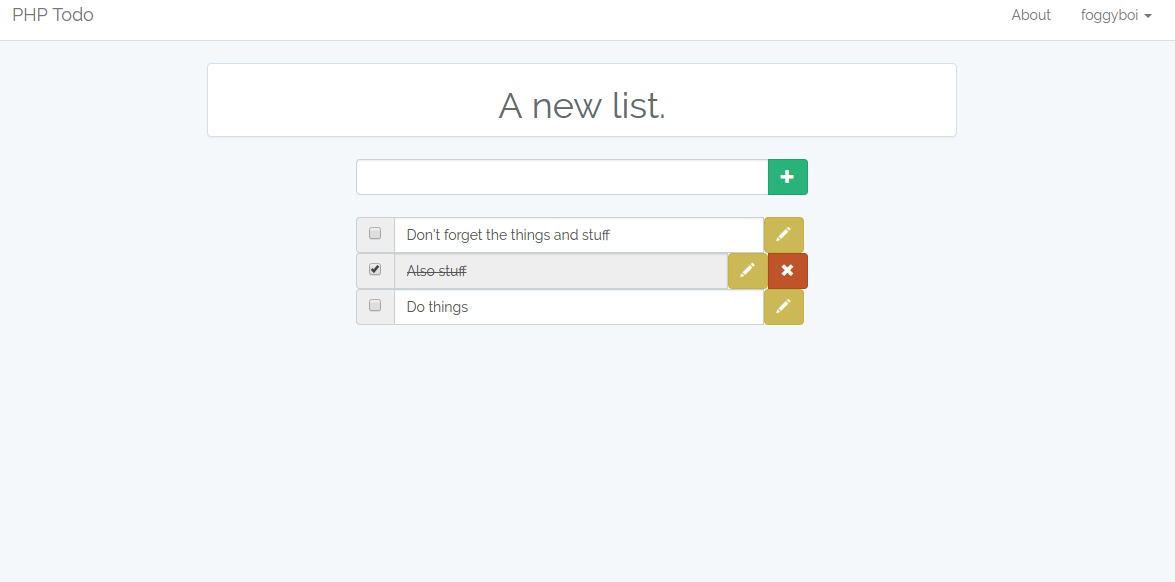 PHP Todo
About
foggyboi
A new list.
Don't forget the things and stuff
Also stuff
Do things